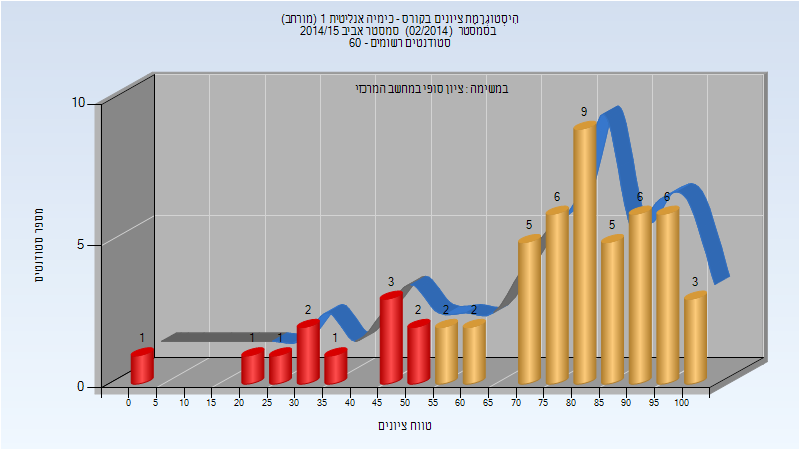 היסטוגרמת ציונים בקורס - כימיה אנליטית 1 (מורחב)
בסמסטר (02/2014) סמסטר אביב 2014/15
סטודנטים רשומים - 60
במשימה : ציון סופי במחשב המרכזי
מספר סטודנטים
10
5
0
1 1 1 2 1 3 2 2 2 5 6 9 5 6 6 3
0 5 10 15 20 25 30 35 40 45 50 55 60 65 70 75 80 85 90 95 100
טווח ציונים